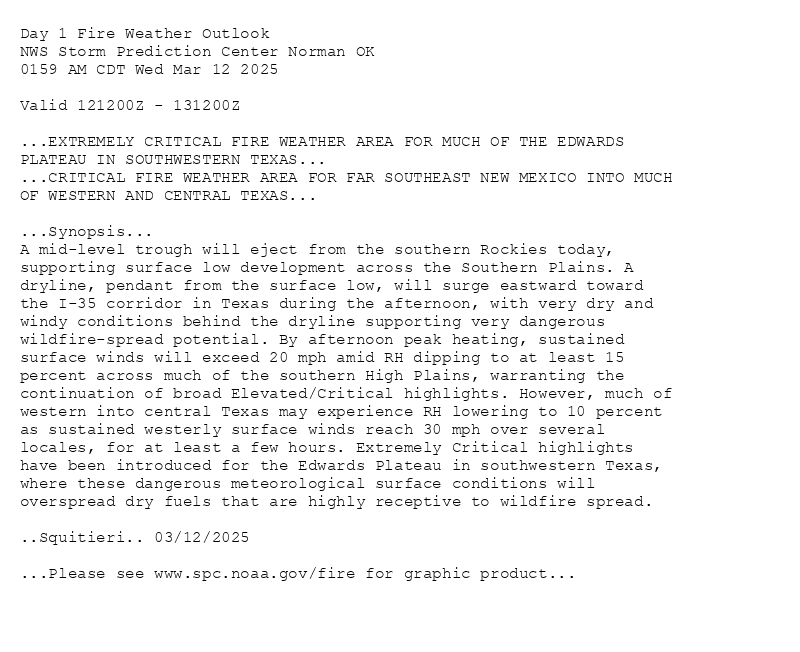 Day 1 Fire Weather Outlook
NWS Storm Prediction Center Norman OK
0159 AM CDT Wed Mar 12 2025
Valid 121200Z - 131200Z
...EXTREMELY CRITICAL FIRE WEATHER AREA FOR MUCH OF THE EDWARDS
PLATEAU IN SOUTHWESTERN TEXAS...
...CRITICAL FIRE WEATHER AREA FOR FAR SOUTHEAST NEW MEXICO INTO MUCH
OF WESTERN AND CENTRAL TEXAS...
...Synopsis...
A mid-level trough will eject from the southern Rockies today,
supporting surface low development across the Southern Plains. A
dryline, pendant from the surface low, will surge eastward toward
the I-35 corridor in Texas during the afternoon, with very dry and
windy conditions behind the dryline supporting very dangerous
wildfire-spread potential. By afternoon peak heating, sustained
surface winds will exceed 20 mph amid RH dipping to at least 15
percent across much of the southern High Plains, warranting the
continuation of broad Elevated/Critical highlights. However, much of
western into central Texas may experience RH lowering to 10 percent
as sustained westerly surface winds reach 30 mph over several
locales, for at least a few hours. Extremely Critical highlights
have been introduced for the Edwards Plateau in southwestern Texas,
where these dangerous meteorological surface conditions will
overspread dry fuels that are highly receptive to wildfire spread.
..Squitieri.. 03/12/2025
...Please see www.spc.noaa.gov/fire for graphic product...